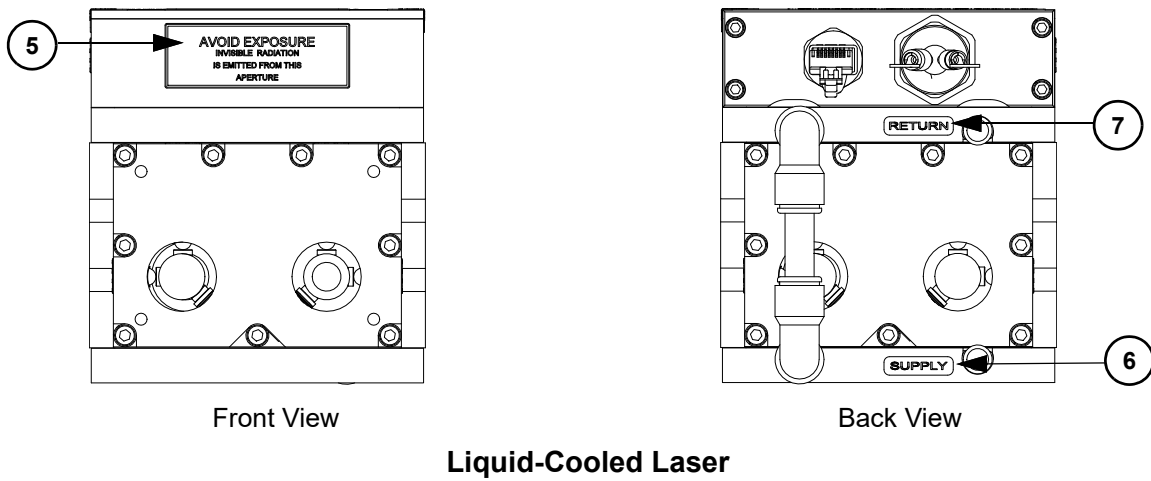 5
AVOID EXPOSURE
INVISIBLE RADIATION
IS EMITTED FROM THIS
APERTURE
RETURN
7
SUPPLY
6
Front View
Back View
Liquid-Cooled Laser